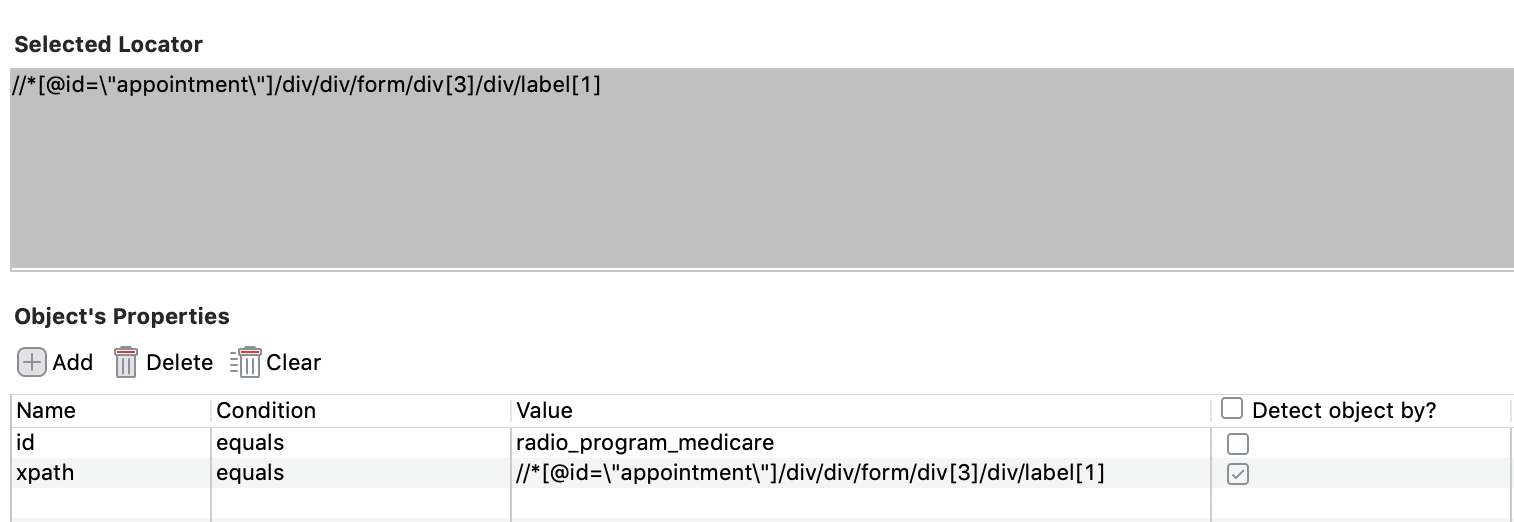 Selected Locator
//*[@id=\"appointment\"]/div/div/form/div[3]/div/label[1]
Object's Properties
Add Delete Clear
Name Condition Value Detect object by?
id equals radio_program_medicare
xpath equals //*[@id=\"appointment\"]/div/div/form/div[3]/div/label[1]